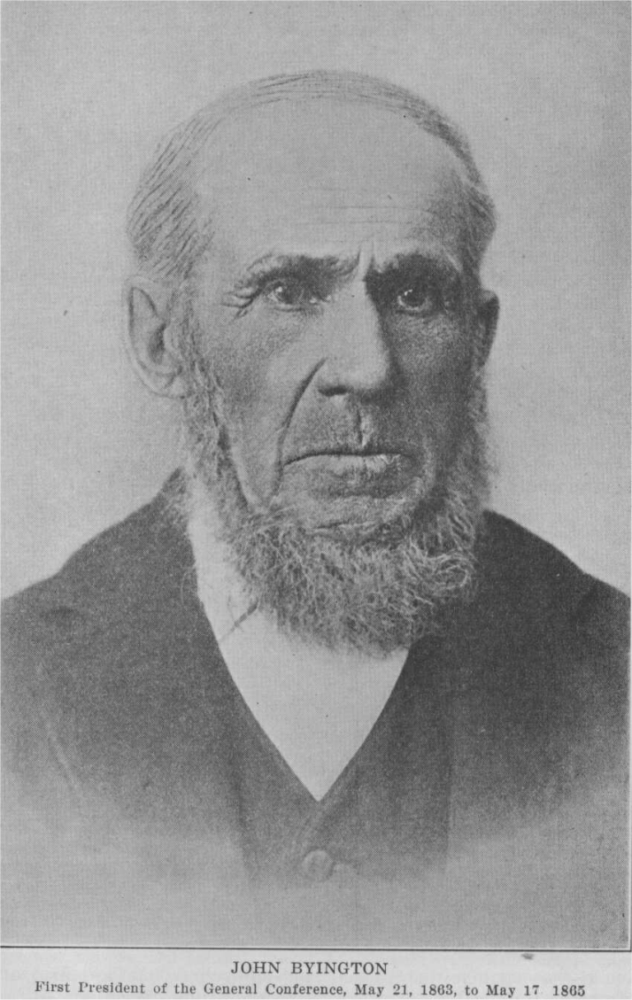 JOHN BYINGTON
First President of the General Conference, May 21, 1863, to May 17 1865